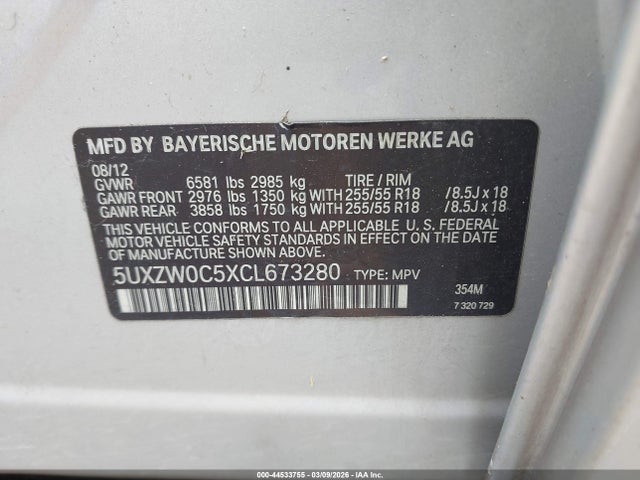 MFD BY BAYERISCHE MOTOREN WERKE AG
08/12
GVWR 6581 lbs 2985 kg TIRE / RIM
GAWR FRONT 2976 lbs 1350 kg WITH 255/55 R18 /8.5J x 18
GAWR REAR 3858 lbs 1750 kg WITH 255/55 R18 /8.5J x 18
THIS VEHICLE CONFORMS TO ALL APPLICABLE U.S. FEDERAL
MOTOR VEHICLE SAFETY STANDARDS IN EFFECT ON THE DATE
OF MANUFACTURE SHOWN ABOVE.
5UXZW0C5XCL673280 TYPE: MPV
354M
7 320 729
000-44533755 - 03/09/2026 - IAAI.COM